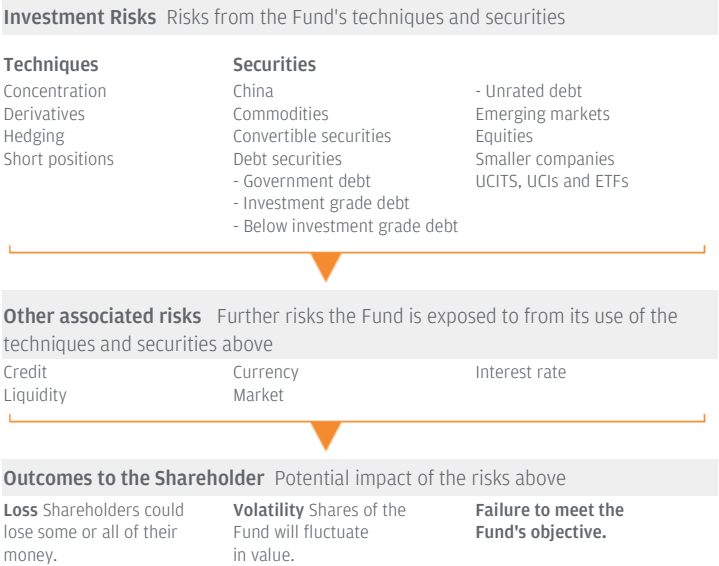 Investment Risks Risks from the Fund's techniques and securities
Techniques
Concentration
Derivatives
Hedging
Short positions
Securities
China
Commodities
Convertible securities
Debt securities
- Government debt
- Investment grade debt
- Below investment grade debt
- Unrated debt
Emerging markets
Equities
Smaller companies
UCITS, UCIs and ETFs
Other associated risks Further risks the Fund is exposed to from its use of the
techniques and securities above
Credit
Liquidity
Currency
Market
Interest rate
Outcomes to the Shareholder Potential impact of the risks above
Loss Shareholders could
lose some or all of their
money.
Volatility Shares of the
Fund will fluctuate
in value.
Failure to meet the
Fund's objective.